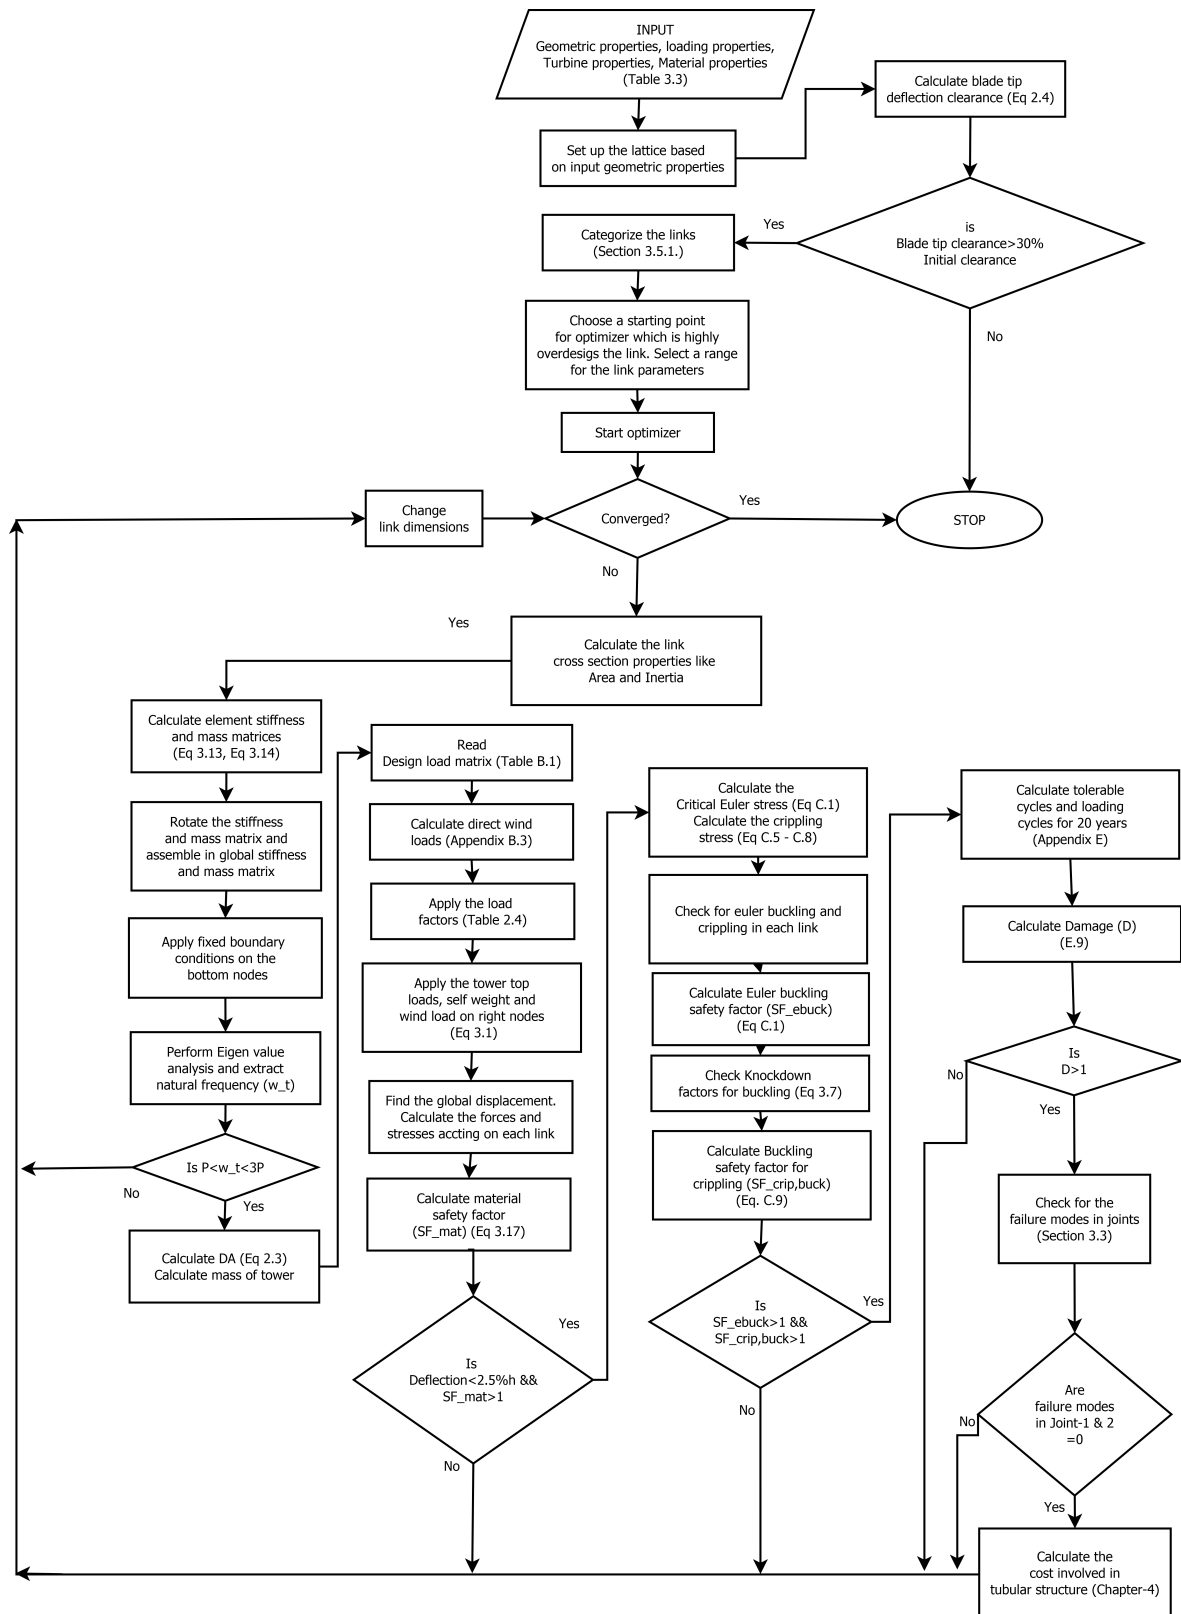 INPUT
Geometric properties, loading properties,
Turbine properties, Material properties
(Table 3.3)
Set up the lattice based
on input geometric properties
Calculate blade tip
deflection clearance (Eq 2.4)
is
Blade tip clearance>30%
Initial clearance
Yes
No
Categorize the links
(Section 3.5.1.)
Choose a starting point
for optimizer which is highly
overdesigs the link. Select a range
for the link parameters
Start optimizer
Change
link dimensions
Converged?
Yes
STOP
No
Yes
Calculate the link
cross section properties like
Area and Inertia
Calculate element stiffness
and mass matrices
(Eq 3.13, Eq 3.14)
Rotate the stiffness
and mass matrix and
assemble in global stiffness
and mass matrix
Apply fixed boundary
conditions on the
bottom nodes
Perform Eigen value
analysis and extract
natural frequency (w_t)
Is P<w_t<3P
No
Yes
Calculate DA (Eq 2.3)
Calculate mass of tower
Read
Design load matrix (Table B.1)
Calculate direct wind
loads (Appendix B.3)
Apply the load
factors (Table 2.4)
Apply the tower top
loads, self weight and
wind load on right nodes
(Eq 3.1)
Find the global displacement.
Calculate the forces and
stresses accting on each link
Calculate material
safety factor
(SF_mat) (Eq 3.17)
Is
Deflection<2.5%h &&
SF_mat>1
Yes
No
Calculate the
Critical Euler stress (Eq C.1)
Calculate the crippling
stress (Eq C.5 - C.8)
Check for euler buckling and
crippling in each link
Calculate Euler buckling
safety factor (SF_ebuck)
(Eq C.1)
Check Knockdown
factors for buckling (Eq 3.7)
Calculate Buckling
safety factor for
crippling (SF_crip,buck)
(Eq. C.9)
Is
SF_ebuck>1 &&
SF_crip,buck>1
Yes
No
Calculate tolerable
cycles and loading
cycles for 20 years
(Appendix E)
Calculate Damage (D)
(E.9)
Is
D>1
No
Yes
Check for the
failure modes in joints
(Section 3.3)
Are
failure modes
in Joint-1 & 2
=0
No
Yes
Calculate the
cost involved in
tubular structure (Chapter-4)